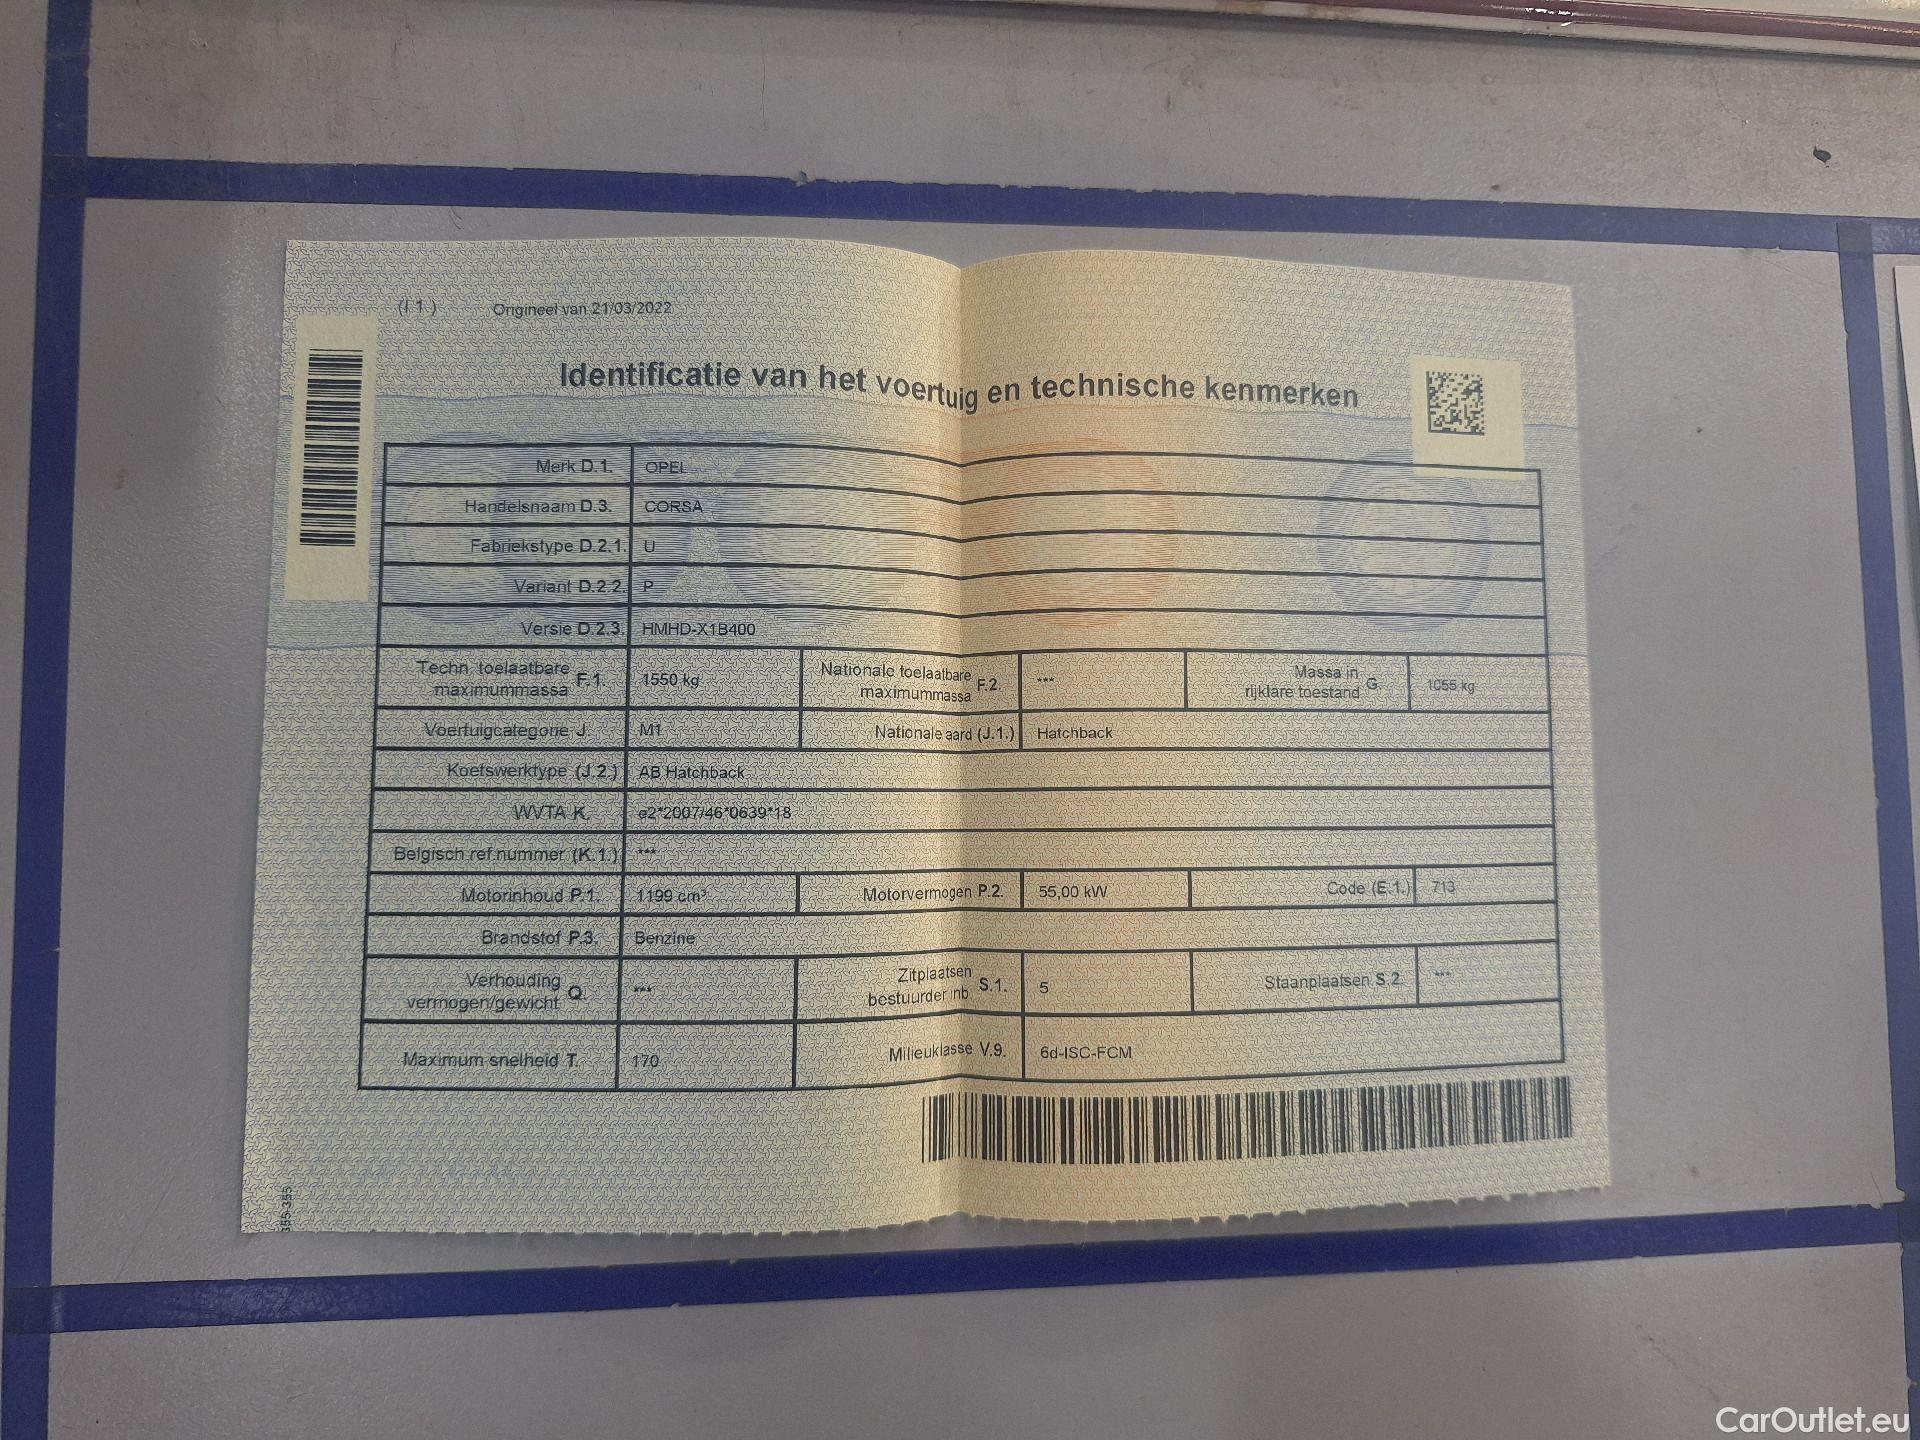 (I 1.) Origineel van 21/03/2022
Identificatie van het voertuig en technische kenmerken
Merk D.1. OPEL
Handelsnaam D.3. CORSA
Fabriekstype D.2.1. U
Variant D.2.2. P
Versie D.2.3. HMHD-X1B400
Techn. toelaatbare maximummassa F.1. 1550 kg Nationale toelaatbare maximummassa F.2. *** Massa in rijklare toestand G. 1055 kg
Voertuigcategorie J. M1 Nationale aard (J.1.) Hatchback
Koetswerktype (J.2.) AB Hatchback
WVTA K. e2*2007/46*0639*18
Belgisch ref.nummer (K.1.) ***
Motorinhoud P.1. 1199 cm³ Motorvermogen P.2. 55,00 kW Code (E.1.) 713
Brandstof P.3. Benzine
Verhouding vermogen/gewicht Q. *** Zitplaatsen bestuurder inb. S.1. 5 Staanplaatsen S.2. ***
Maximum snelheid T. 170 Milieuklasse V.9. 6d-ISC-FCM
355-355
CarOutlet.eu